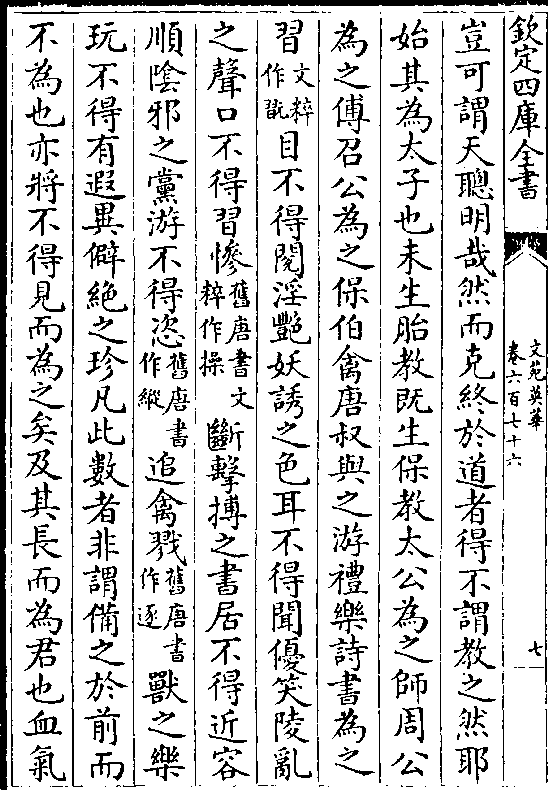 欽定四庫全書
文苑英華
卷六百七十六
七
豈可謂天聰明哉然而克終於道者得不謂教之然耶
始其為太子也未生胎教既生保教太公為之師周公
為之傅召公為之保伯禽唐叔與之游禮樂詩書為之
習文粹作翫目不得閱淫艷妖誘之色耳不得聞優笑陵亂
之聲口不得習慘舊唐書文粹作操斷擊摶之書居不得近容
順陰邪之黨游不得恣舊唐書作縱追禽戮舊唐書作逐獸之樂
玩不得有遐異僻絶之珍凡此數者非謂備之於前而
不為也亦將不得見而為之矣及其長而為君也血氣